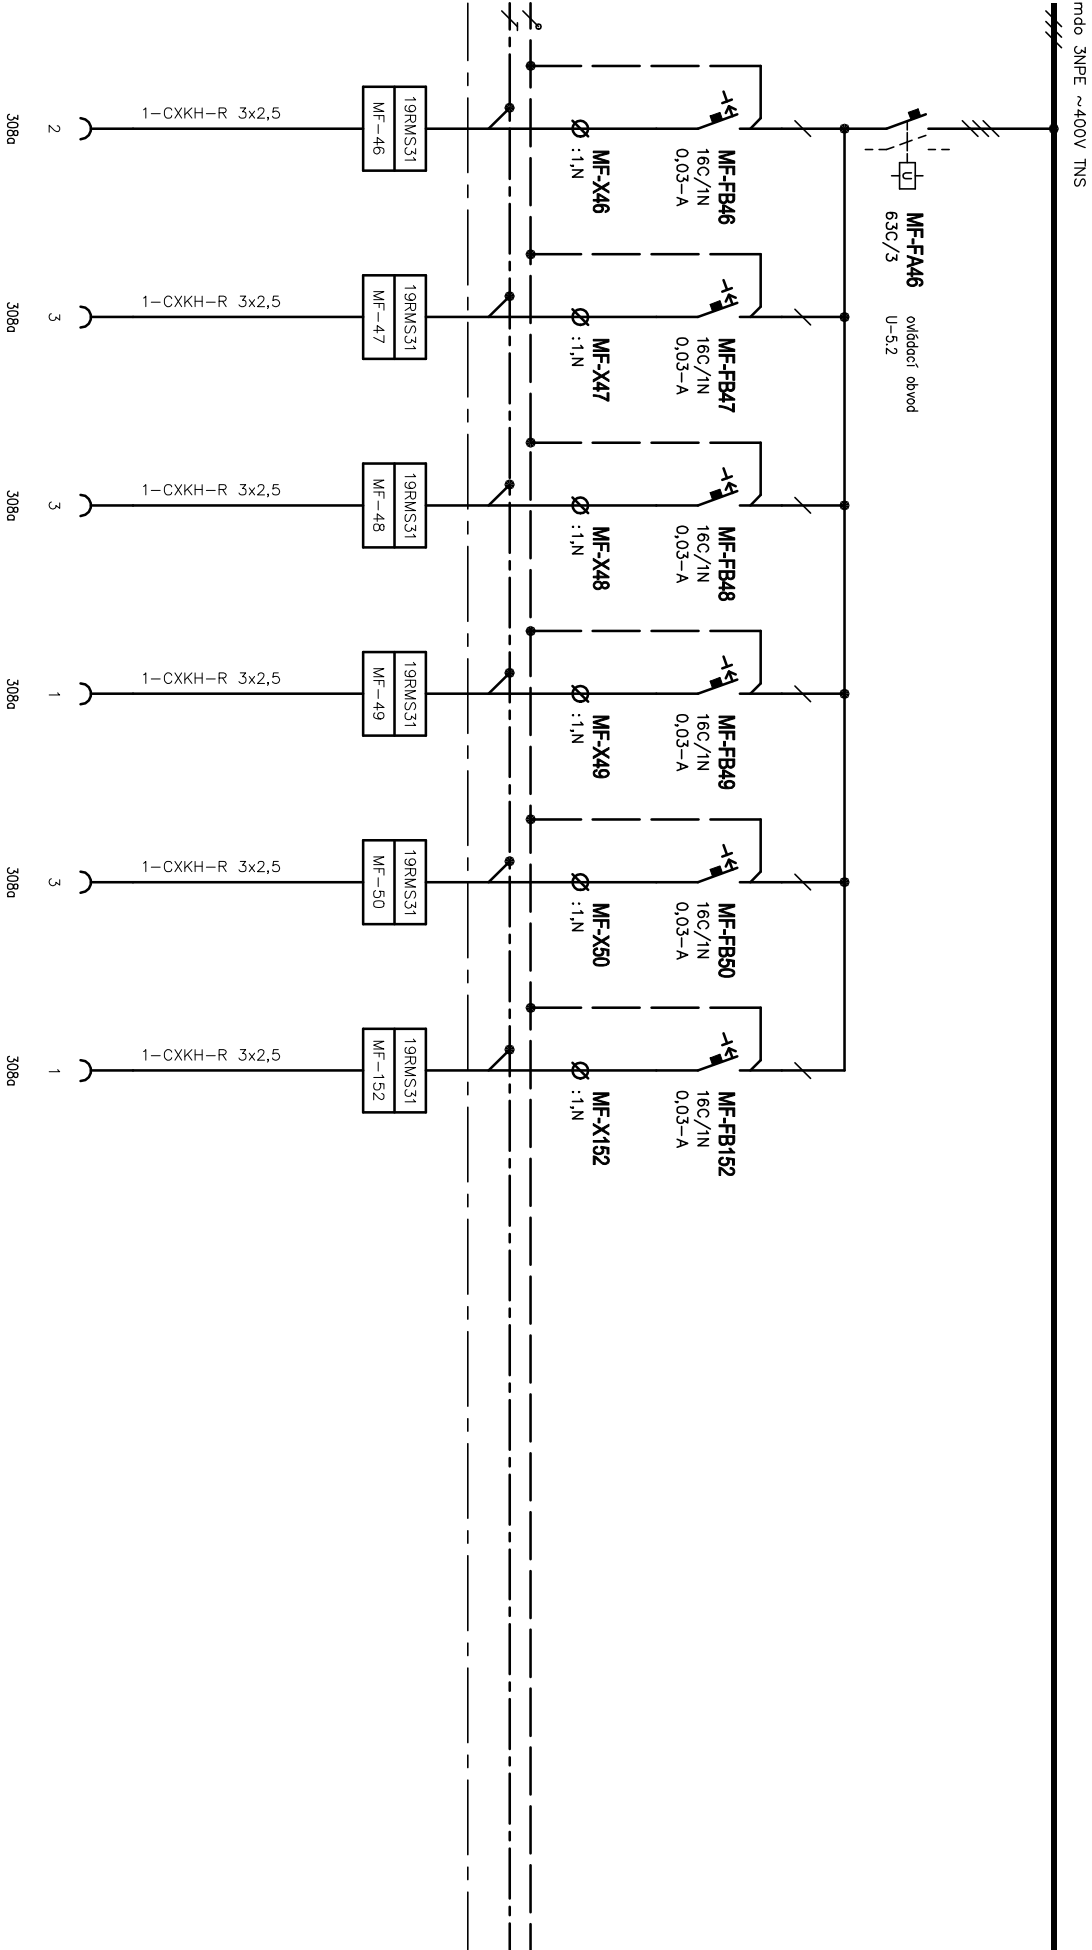 mdo 3NPE ~400V TNS
MF-FA46
63C/3
ovládací obvod
U-5.2
U
MF-FB46
16C/1N
0,03-A
MF-X46
:1,N
19RMS31
MF-46
1-CXKH-R 3x2,5
2
308a
MF-FB47
16C/1N
0,03-A
MF-X47
:1,N
19RMS31
MF-47
1-CXKH-R 3x2,5
3
308a
MF-FB48
16C/1N
0,03-A
MF-X48
:1,N
19RMS31
MF-48
1-CXKH-R 3x2,5
3
308a
MF-FB49
16C/1N
0,03-A
MF-X49
:1,N
19RMS31
MF-49
1-CXKH-R 3x2,5
1
308a
MF-FB50
16C/1N
0,03-A
MF-X50
:1,N
19RMS31
MF-50
1-CXKH-R 3x2,5
3
308a
MF-FB152
16C/1N
0,03-A
MF-X152
:1,N
19RMS31
MF-152
1-CXKH-R 3x2,5
1
308a